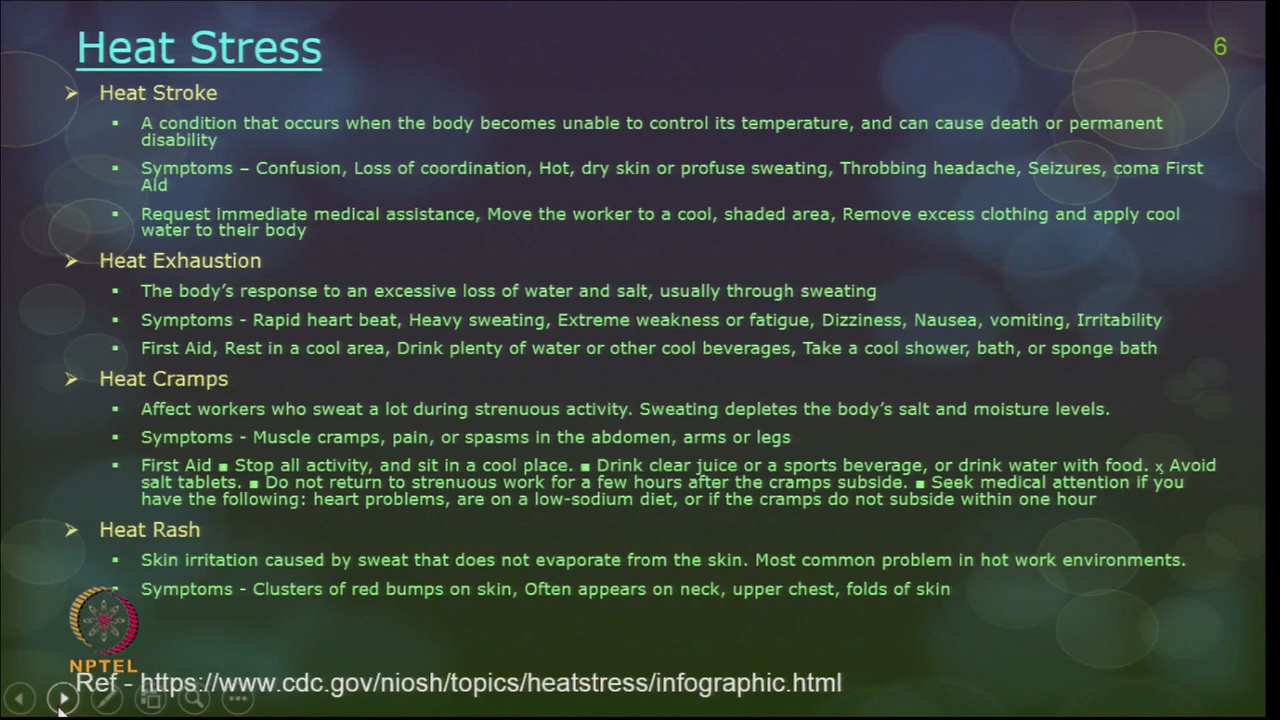 Heat Stress
6
➢ Heat Stroke
▪ A condition that occurs when the body becomes unable to control its temperature, and can cause death or permanent
disability
▪ Symptoms – Confusion, Loss of coordination, Hot, dry skin or profuse sweating, Throbbing headache, Seizures, coma First
Aid
▪ Request immediate medical assistance, Move the worker to a cool, shaded area, Remove excess clothing and apply cool
water to their body
➢ Heat Exhaustion
▪ The body’s response to an excessive loss of water and salt, usually through sweating
▪ Symptoms - Rapid heart beat, Heavy sweating, Extreme weakness or fatigue, Dizziness, Nausea, vomiting, Irritability
▪ First Aid, Rest in a cool area, Drink plenty of water or other cool beverages, Take a cool shower, bath, or sponge bath
➢ Heat Cramps
▪ Affect workers who sweat a lot during strenuous activity. Sweating depletes the body’s salt and moisture levels.
▪ Symptoms - Muscle cramps, pain, or spasms in the abdomen, arms or legs
▪ First Aid ■ Stop all activity, and sit in a cool place. ■ Drink clear juice or a sports beverage, or drink water with food. x Avoid
salt tablets. ■ Do not return to strenuous work for a few hours after the cramps subside. ■ Seek medical attention if you
have the following: heart problems, are on a low-sodium diet, or if the cramps do not subside within one hour
➢ Heat Rash
▪ Skin irritation caused by sweat that does not evaporate from the skin. Most common problem in hot work environments.
▪ Symptoms - Clusters of red bumps on skin, Often appears on neck, upper chest, folds of skin
NPTEL
Ref - https://www.cdc.gov/niosh/topics/heatstress/infographic.html